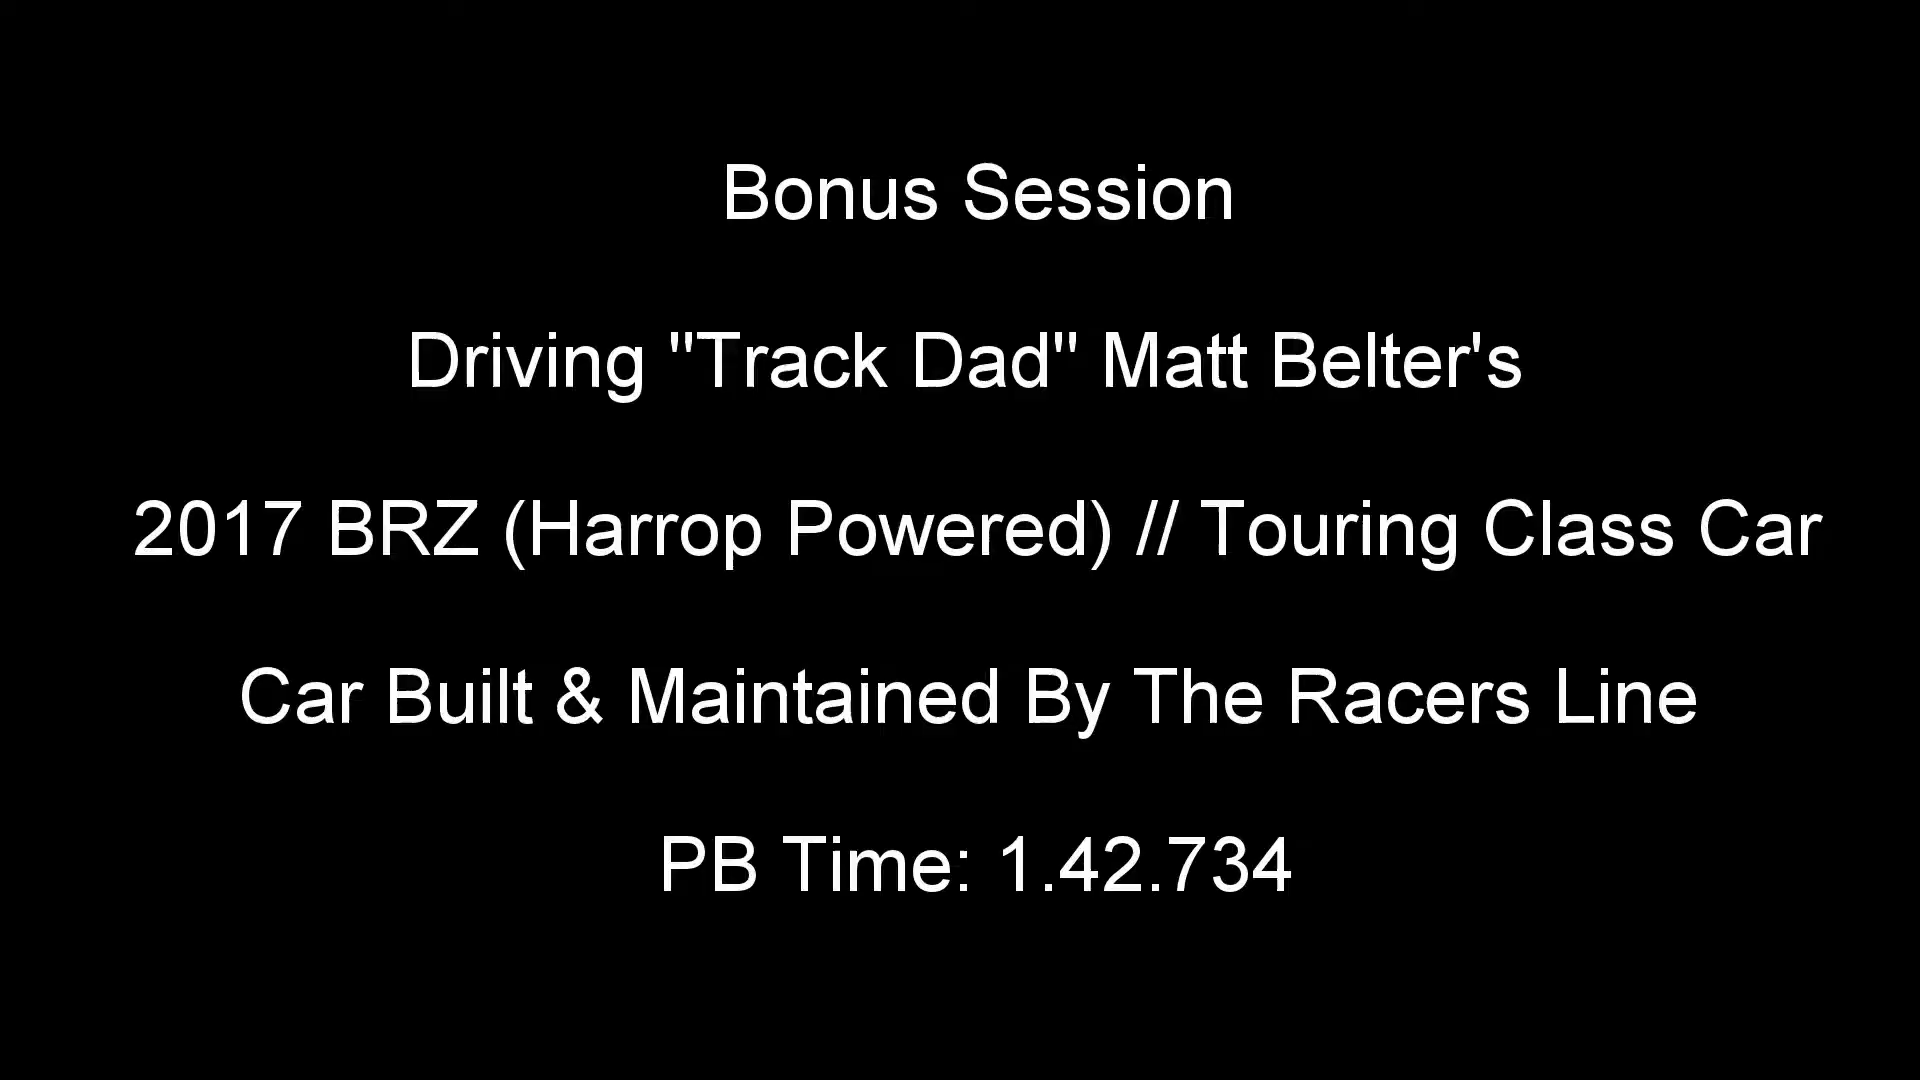 Bonus Session
Driving "Track Dad" Matt Belter's
2017 BRZ (Harrop Powered) // Touring Class Car
Car Built & Maintained By The Racers Line
PB Time: 1.42.734